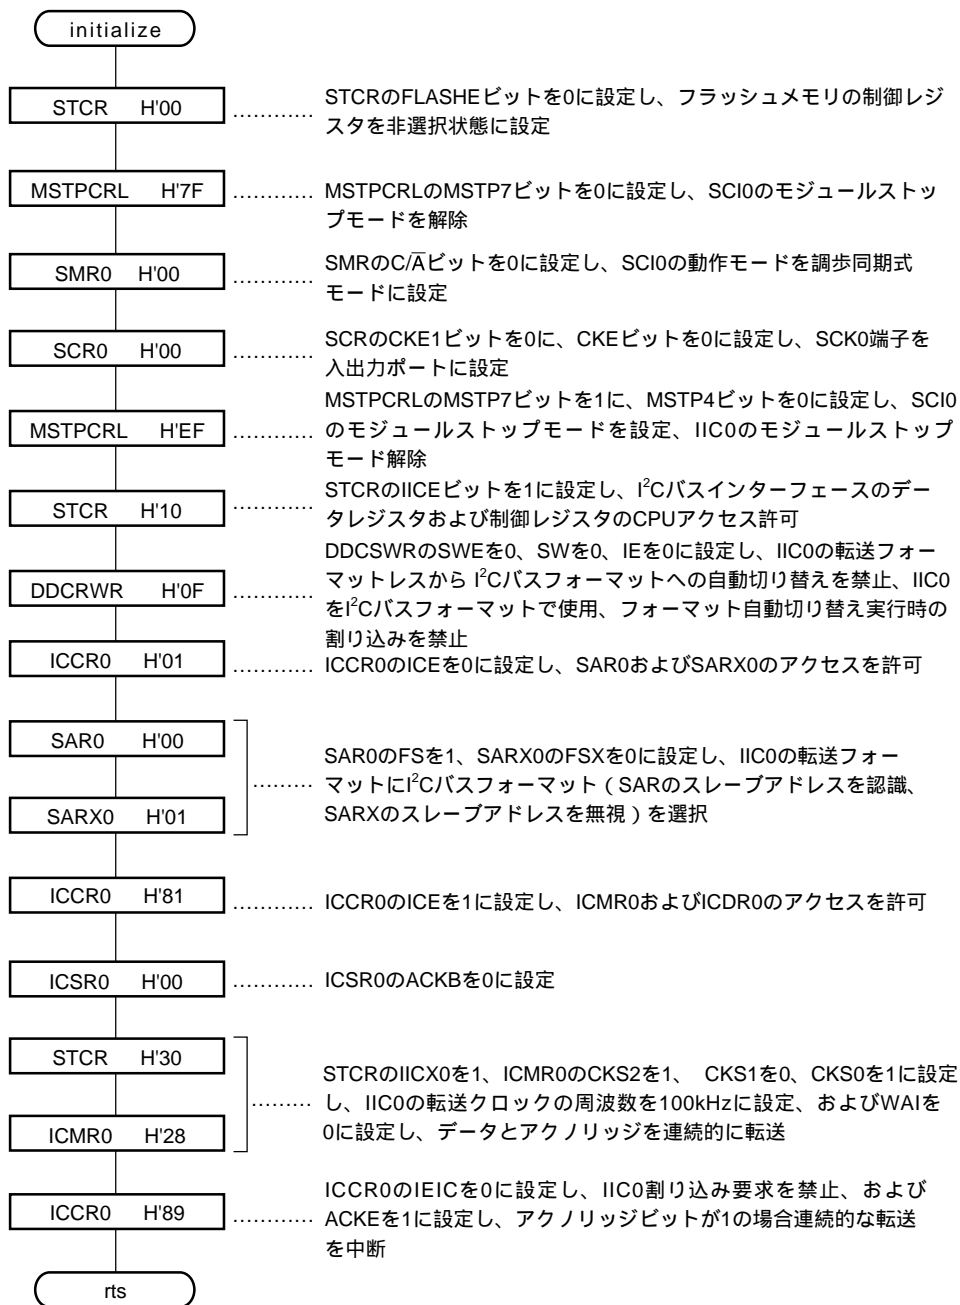 initialize
STCR H'00
............ STCRのFLASHEビットを0に設定し、フラッシュメモリの制御レジ
スタを非選択状態に設定
MSTPCRL H'7F
............ MSTPCRLのMSTP7ビットを0に設定し、SCI0のモジュールストッ
プモードを解除
SMR0 H'00
............ SMRのC/A̅ビットを0に設定し、SCI0の動作モードを調歩同期式
モードに設定
SCR0 H'00
............ SCRのCKE1ビットを0に、CKEビットを0に設定し、SCK0端子を
入出力ポートに設定
MSTPCRL H'EF
............ MSTPCRLのMSTP7ビットを1に、MSTP4ビットを0に設定し、SCI0
のモジュールストップモードを設定、IIC0のモジュールストップ
モード解除
STCR H'10
............ STCRのIICEビットを1に設定し、I²Cバスインターフェースのデー
タレジスタおよび制御レジスタのCPUアクセス許可
DDCRWR H'0F
............ DDCSWRのSWEを0、SWを0、IEを0に設定し、IIC0の転送フォー
マットレスから I²Cバスフォーマットへの自動切り替えを禁止、IIC0
をI²Cバスフォーマットで使用、フォーマット自動切り替え実行時の
割り込みを禁止
ICCR0 H'01
............ ICCR0のICEを0に設定し、SAR0およびSARX0のアクセスを許可
SAR0 H'00
SARX0 H'01
......... SAR0のFSを1、SARX0のFSXを0に設定し、IIC0の転送フォー
マットにI²Cバスフォーマット（SARのスレーブアドレスを認識、
SARXのスレーブアドレスを無視）を選択
ICCR0 H'81
............ ICCR0のICEを1に設定し、ICMR0およびICDR0のアクセスを許可
ICSR0 H'00
............ ICSR0のACKBを0に設定
STCR H'30
ICMR0 H'28
......... STCRのIICX0を1、ICMR0のCKS2を1、 CKS1を0、CKS0を1に設定
し、IIC0の転送クロックの周波数を100kHzに設定、およびWAIを
0に設定し、データとアクノリッジを連続的に転送
ICCR0 H'89
............ ICCR0のIEICを0に設定し、IIC0割り込み要求を禁止、および
ACKEを1に設定し、アクノリッジビットが1の場合連続的な転送
を中断
rts